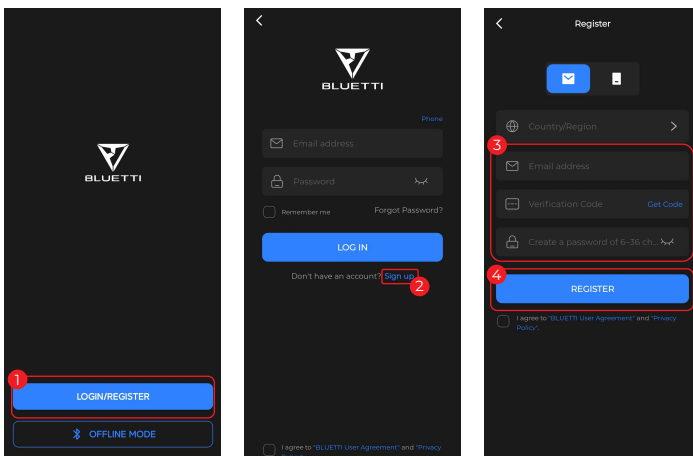 BLUETTI
1
LOGIN/REGISTER
OFFLINE MODE
BLUETTI
Phone
Email address
Password
Remember me
Forgot Password?
LOG IN
Don't have an account? Sign up
2
I agree to "BLUETTI User Agreement" and "Privacy
Register
Country/Region
3
Email address
Verification Code
Get Code
Create a password of 6-36 ch...
4
REGISTER
I agree to "BLUETTI User Agreement" and "Privacy
Policy".